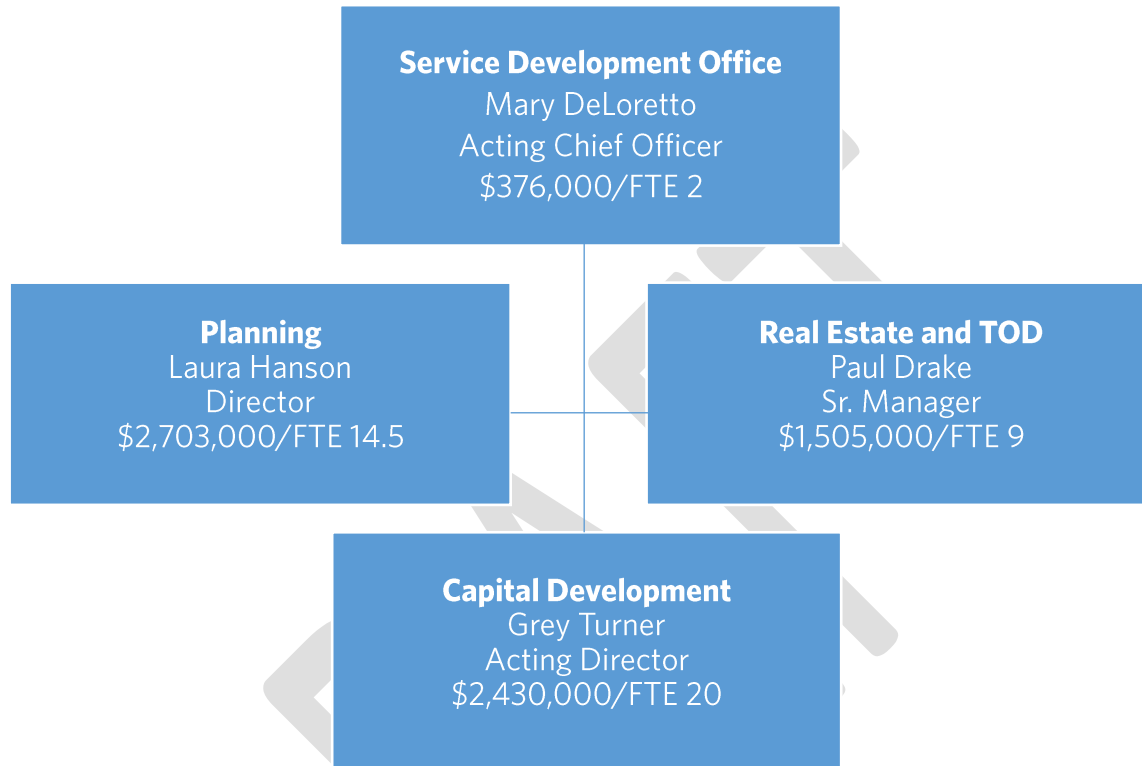 Service Development Office
Mary DeLoretto
Acting Chief Officer
$376,000/FTE 2
Planning
Laura Hanson
Director
$2,703,000/FTE 14.5
Real Estate and TOD
Paul Drake
Sr. Manager
$1,505,000/FTE 9
Capital Development
Grey Turner
Acting Director
$2,430,000/FTE 20